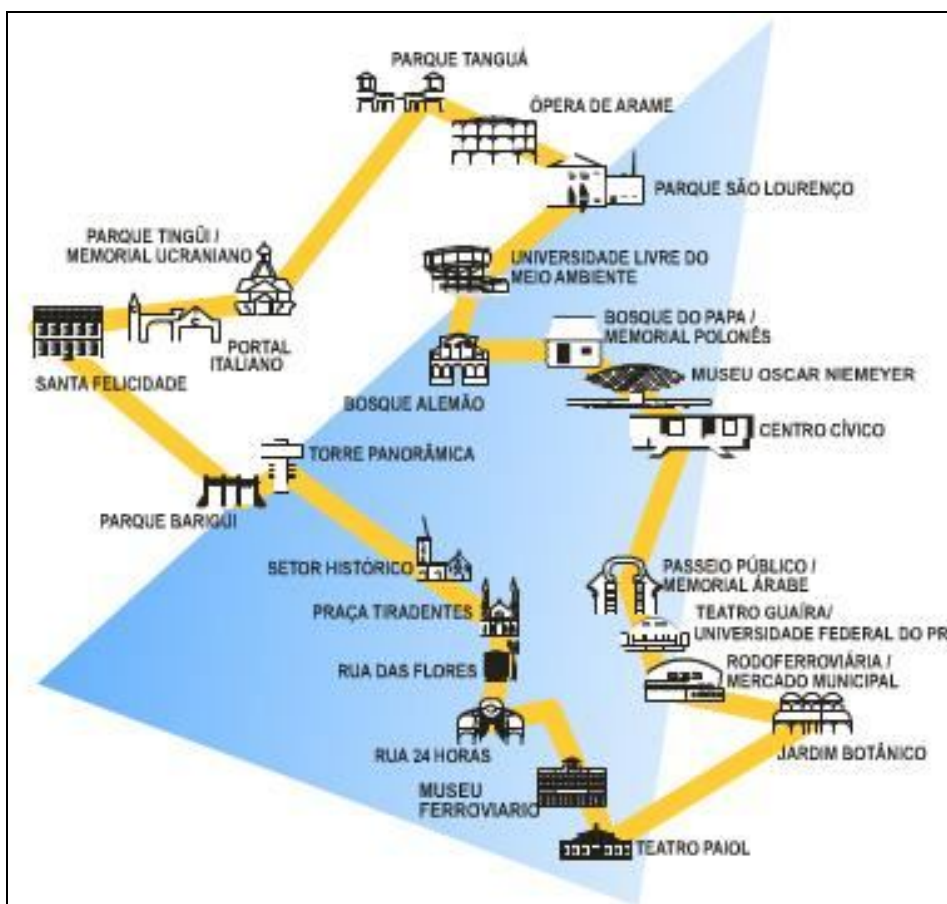 PARQUE TANGUÁ
ÓPERA DE ARAME
PARQUE SÃO LOURENÇO
PARQUE TINGÜI /
MEMORIAL UCRANIANO
UNIVERSIDADE LIVRE DO
MEIO AMBIENTE
BOSQUE DO PAPA /
MEMORIAL POLONÊS
PORTAL
ITALIANO
SANTA FELICIDADE
MUSEU OSCAR NIEMEYER
BOSQUE ALEMÃO
CENTRO CÍVICO
TORRE PANORÂMICA
PARQUE BARIGÜI
SETOR HISTÓRICO
PASSEIO PÚBLICO /
MEMORIAL ÁRABE
PRAÇA TIRADENTES
TEATRO GUAÍRA/
UNIVERSIDADE FEDERAL DO PR
RUA DAS FLORES
RODOFERROVIÁRIA /
MERCADO MUNICIPAL
RUA 24 HORAS
JARDIM BOTÂNICO
MUSEU
FERROVIARIO
TEATRO PAIOL